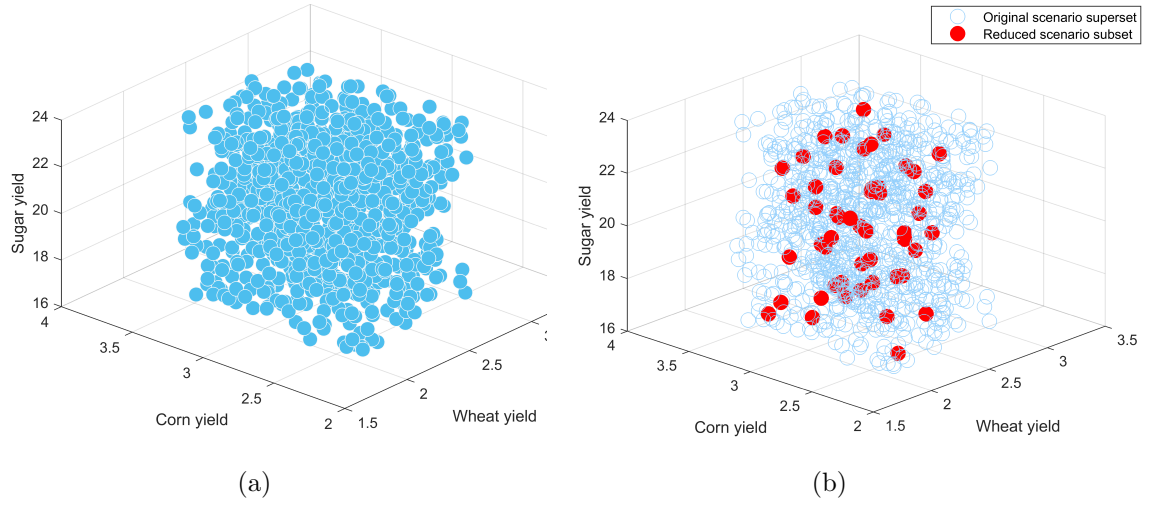 24
22
20
18
16
Sugar yield
4
3.5
3
2.5
2
Corn yield
1.5
2
2.5
Wheat yield
(a)
Original scenario superset
Reduced scenario subset
24
22
20
18
16
Sugar yield
4
3.5
3
2.5
2
Corn yield
1.5
2
2.5
3
3.5
Wheat yield
(b)